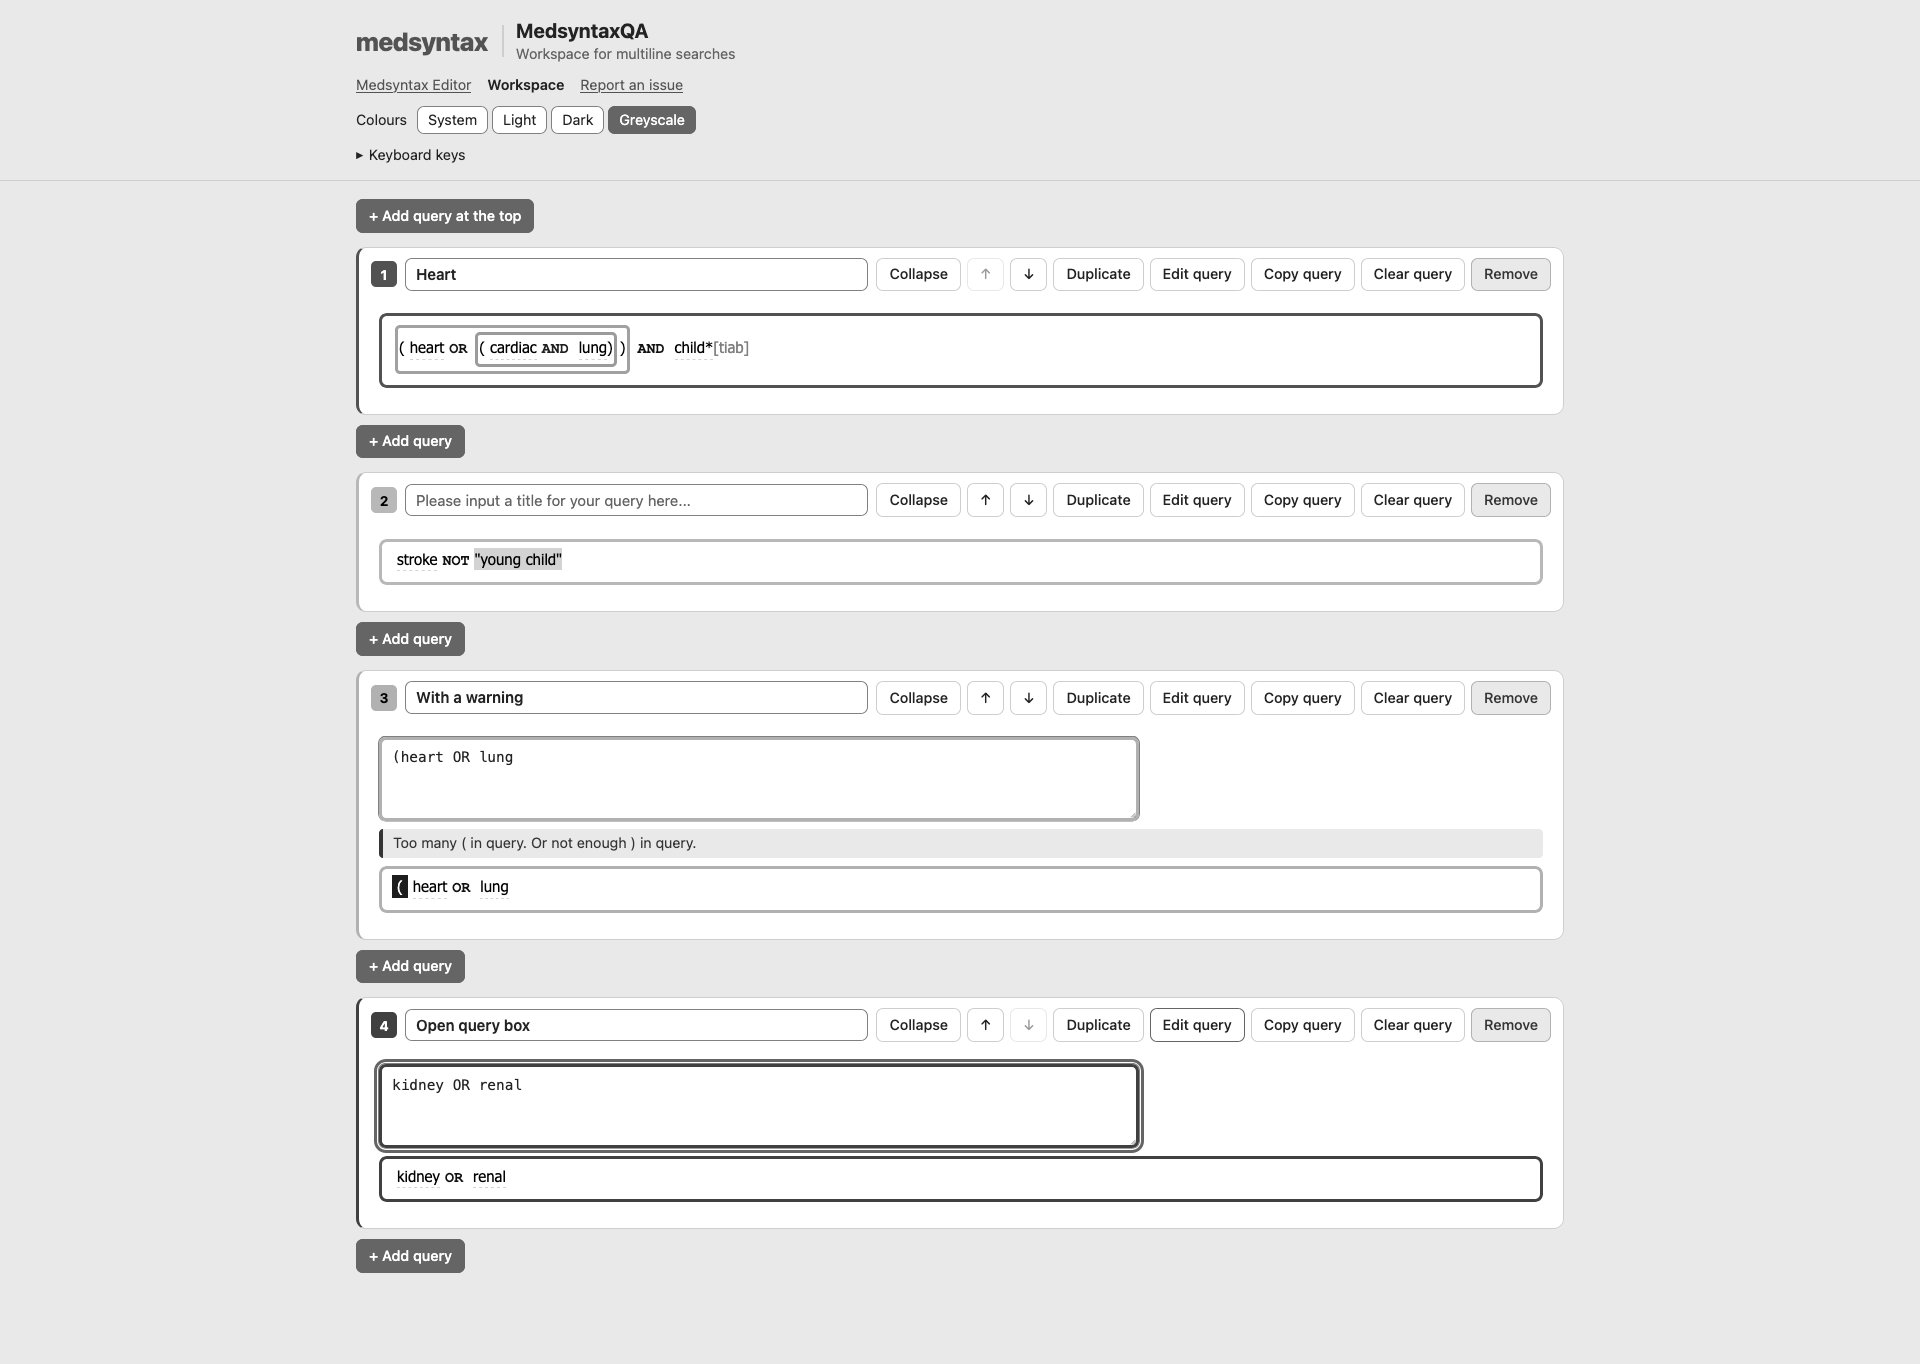 medsyntax
MedsyntaxQA
Workspace for multiline searches
Medsyntax Editor Workspace Report an issue
Colours System Light Dark Greyscale
▸ Keyboard keys
+ Add query at the top
1 Heart Collapse ↑ ↓ Duplicate Edit query Copy query Clear query Remove
( heart OR ( cardiac AND lung) ) AND child*[tiab]
+ Add query
2 Please input a title for your query here... Collapse ↑ ↓ Duplicate Edit query Copy query Clear query Remove
stroke NOT "young child"
+ Add query
3 With a warning Collapse ↑ ↓ Duplicate Edit query Copy query Clear query Remove
(heart OR lung
Too many ( in query. Or not enough ) in query.
( heart OR lung
+ Add query
4 Open query box Collapse ↑ ↓ Duplicate Edit query Copy query Clear query Remove
kidney OR renal
kidney OR renal
+ Add query